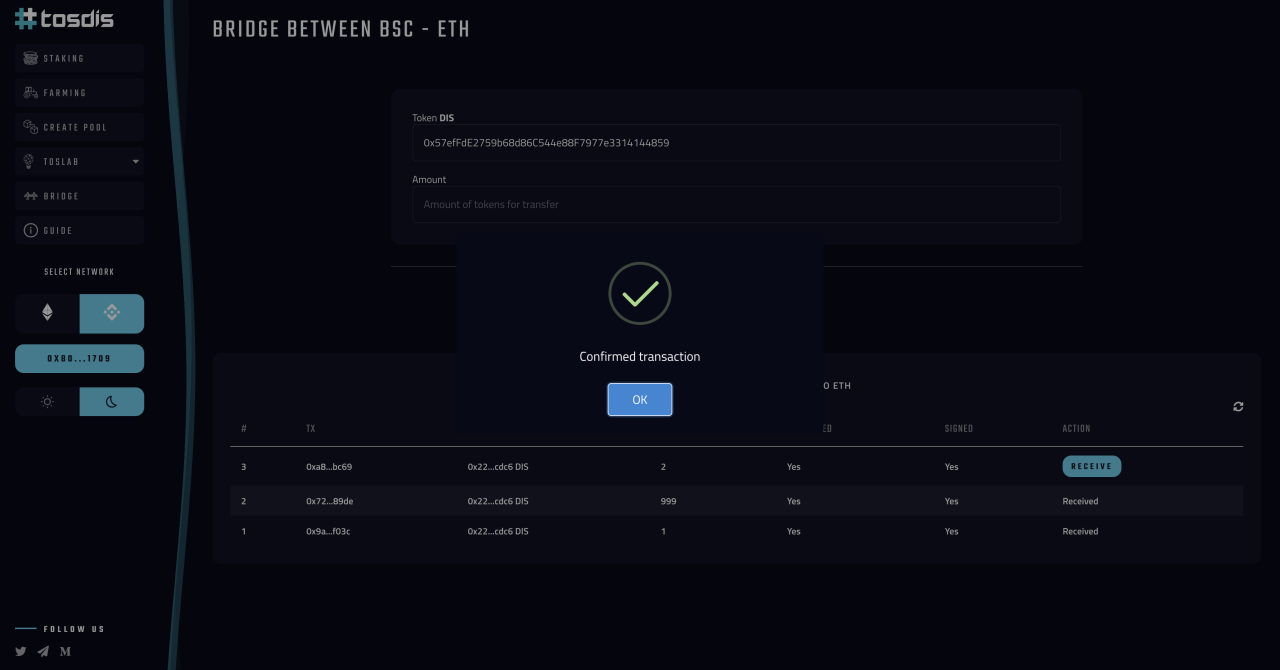 tosdis
STAKING
FARMING
CREATE POOL
TOSLAB
BRIDGE
GUIDE
SELECT NETWORK
0X80...1709
FOLLOW US
BRIDGE BETWEEN BSC - ETH
Token DIS
0x57efFdE2759b68d86C544e88F7977e3314144859
Amount
Amount of tokens for transfer
Confirmed transaction
OK
O ETH
# TX ED SIGNED ACTION
3 0xa8...bc69 0x22...cdc6 DIS 2 Yes Yes RECEIVE
2 0x72...89de 0x22...cdc6 DIS 999 Yes Yes Received
1 0x9a...f03c 0x22...cdc6 DIS 1 Yes Yes Received